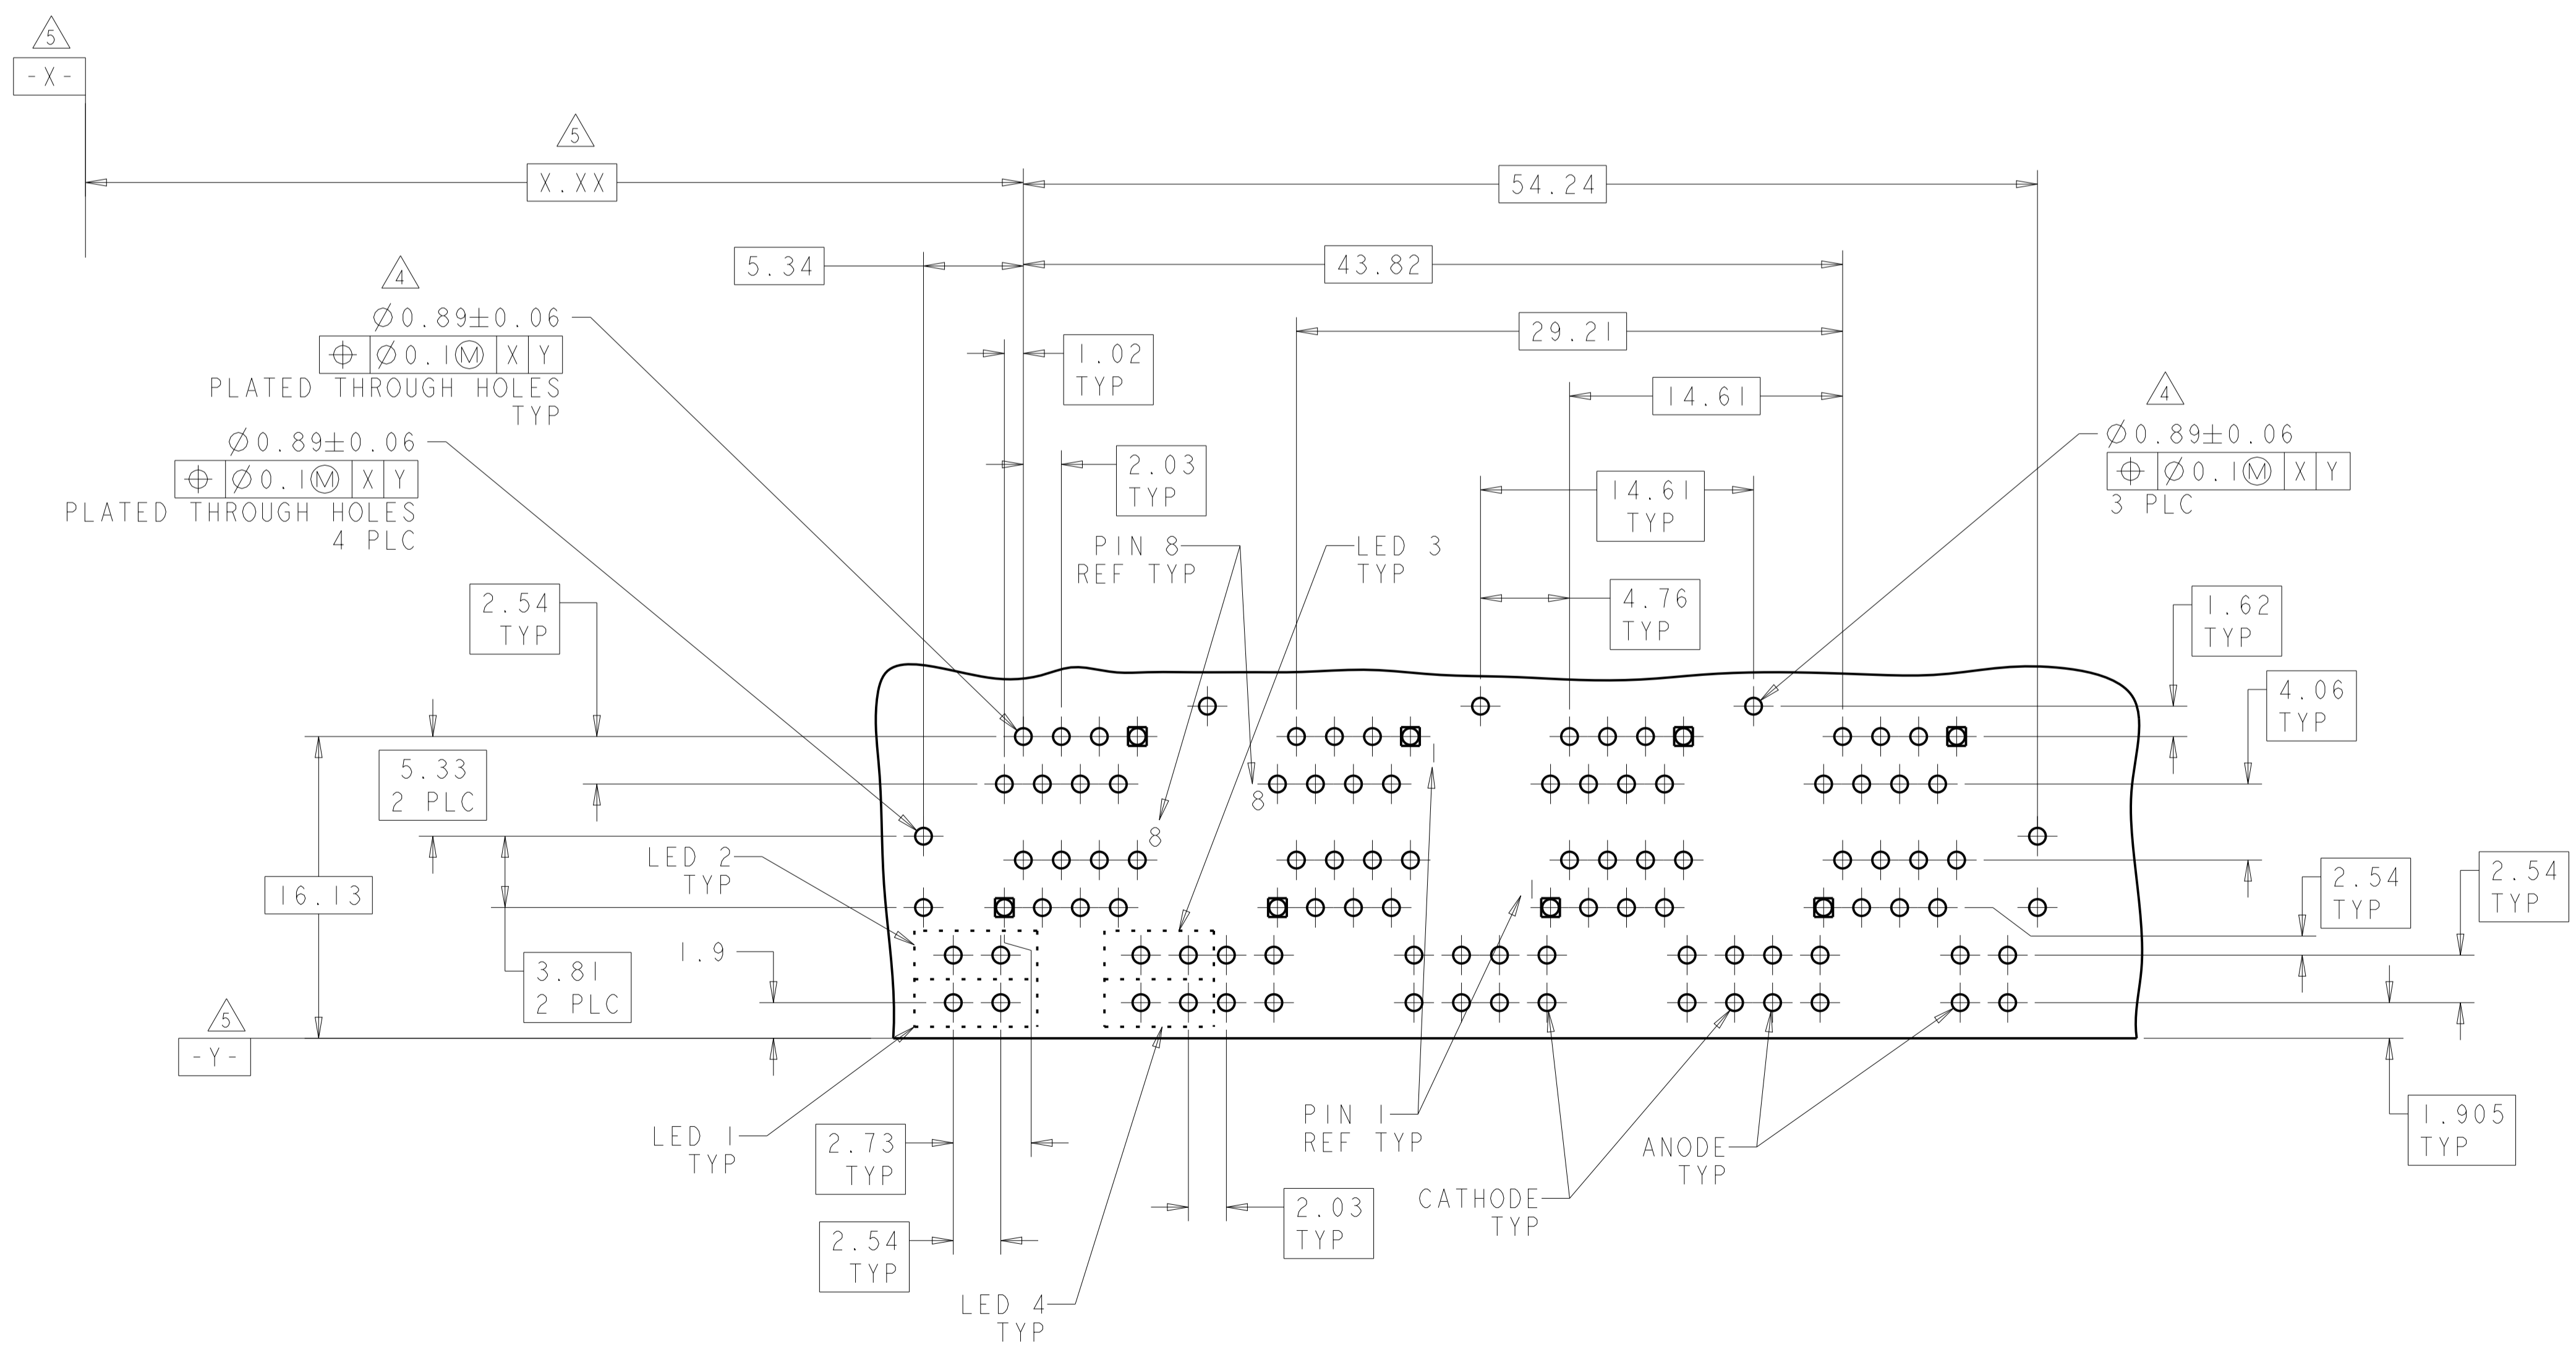 5
-X-
5
X.XX
54.24
5.34
43.82
4
Ø0.89±0.06
⌖ Ø0.1Ⓜ X Y
PLATED THROUGH HOLES
TYP
29.21
1.02
TYP
14.61
4
Ø0.89±0.06
⌖ Ø0.1Ⓜ X Y
3 PLC
Ø0.89±0.06
⌖ Ø0.1Ⓜ X Y
PLATED THROUGH HOLES
4 PLC
2.03
TYP
14.61
TYP
PIN 8
REF TYP
LED 3
TYP
2.54
TYP
4.76
TYP
1.62
TYP
4.06
TYP
5.33
2 PLC
1
8
8
LED 2
TYP
16.13
1
2.54
TYP
2.54
TYP
1.9
3.81
2 PLC
5
-Y-
LED 1
TYP
2.73
TYP
PIN 1
REF TYP
ANODE
TYP
1.905
TYP
CATHODE
TYP
2.03
TYP
2.54
TYP
LED 4
TYP